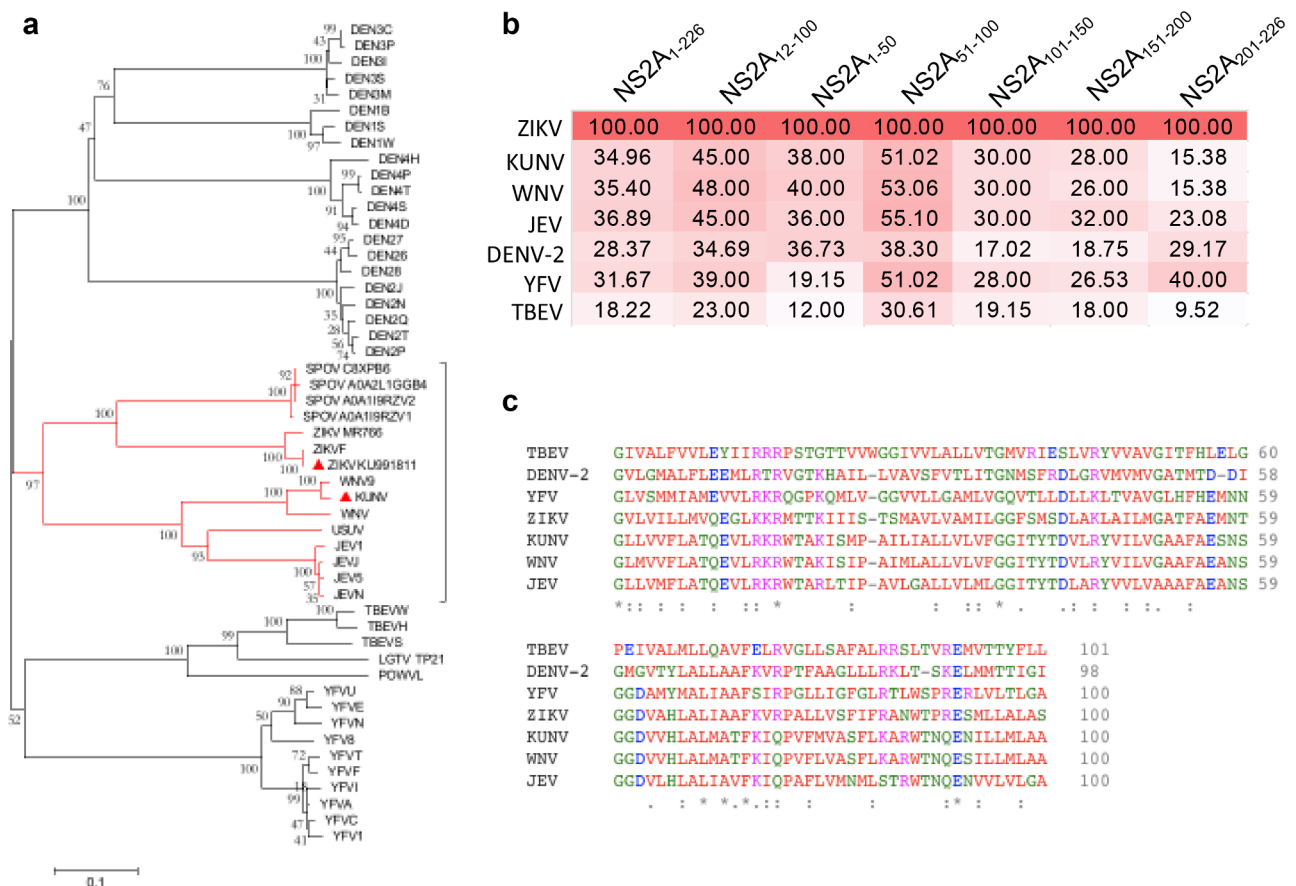 a
99 DEN3C
43 DEN3P
100 DEN3I
DEN3S
31 DEN3M
76
DEN1B
100 DEN1S
97 DEN1W
47
DEN4H
99 DEN4P
100 DEN4T
91 DEN4S
94 DEN4D
100
95 DEN27
44 DEN26
DEN28
100 DEN2J
DEN2N
35 DEN2Q
28 DEN2T
56
74 DEN2P
92 SPOV C8XPB6
SPOV A0A2L1GGB4
100 SPOV A0A1I9RZV2
SPOV A0A1I9RZV1
100
ZIKV MR766
100 ZIKVF
100 ZIKV KU991811
97
100 WNV9
100 KUNV
WNV
100
USUV
93
JEV1
JEVJ
100 JEV5
57
35 JEVN
100 TBEVW
100 TBEVH
99 TBEVS
100 LGTV TP21
POWVL
52
88 YFVU
90 YFVE
50 YFVN
YFV8
100
72 YFVT
YFVF
YFVI
99 YFVA
47 YFVC
41 YFV1
0.1
b
NS2A1-226 NS2A12-100 NS2A1-50 NS2A51-100 NS2A101-150 NS2A151-200 NS2A201-226
ZIKV 100.00 100.00 100.00 100.00 100.00 100.00 100.00
KUNV 34.96 45.00 38.00 51.02 30.00 28.00 15.38
WNV 35.40 48.00 40.00 53.06 30.00 26.00 15.38
JEV 36.89 45.00 36.00 55.10 30.00 32.00 23.08
DENV-2 28.37 34.69 36.73 38.30 17.02 18.75 29.17
YFV 31.67 39.00 19.15 51.02 28.00 26.53 40.00
TBEV 18.22 23.00 12.00 30.61 19.15 18.00 9.52
c
TBEV GIVALFVVLEYIIRRRPSTGTTVVWGGIVVLALLVTGMVRIESLVRYVVAVGITFHLELG 60
DENV-2 GVLGMALFLEEMLRTRVGTKHAIL-LVAVSFVTLITGNMSFRDLGRVMVMVGATMTD-DI 58
YFV GLVSMMIAMEVVLRKRQGPKQMLV-GGVVLLGAMLVGQVTLLDLLKLTVAVGLHFHEMNN 59
ZIKV GVLVILLMVQEGLKKRMTTKIIIS-TSMAVLVAMILGGFSMSDLAKLAILMGATFAEMNT 59
KUNV GLLVVFLATQEVLRKRWTAKISMP-AILIALLVLVFGGITYTDVLRYVILVGAAFAESNS 59
WNV GLMVVFLATQEVLRKRWTAKISIP-AIMLALLVLVFGGITYTDVLRYVILVGAAFAEANS 59
JEV GLLVMFLATQEVLRKRWTARLTIP-AVLGALLVLMLGGITYTDLARYVVLVAAAFAEANS 59
*:: : : :: * : : : * . : : :. :
TBEV PEIVALMLLQAVFELRVGLLSAFALRRSLTVREMVTTYFLL 101
DENV-2 GMGVTYLALLAAFKVRPTFAAGLLLRKLT-SKELMMTTIGI 98
YFV GGDAMYMALIAAFSIRPGLLIGFGLRTLWSPRERLVLTLGA 100
ZIKV GGDVAHLALIAAFKVRPALLVSFIFRANWTPRESMLLALAS 100
KUNV GGDVVHLALMATFKIQPVFMVASFLKARWTNQENILLMLAA 100
WNV GGDVVHLALMATFKIQPVFMVASFLKARWTNQENILLMLAA 100
JEV GGDVLHLALIAVFKIQPAFLVMNMLSTRWTNQENVVLVLGA 100
. : * *.*.:: : : :* : :